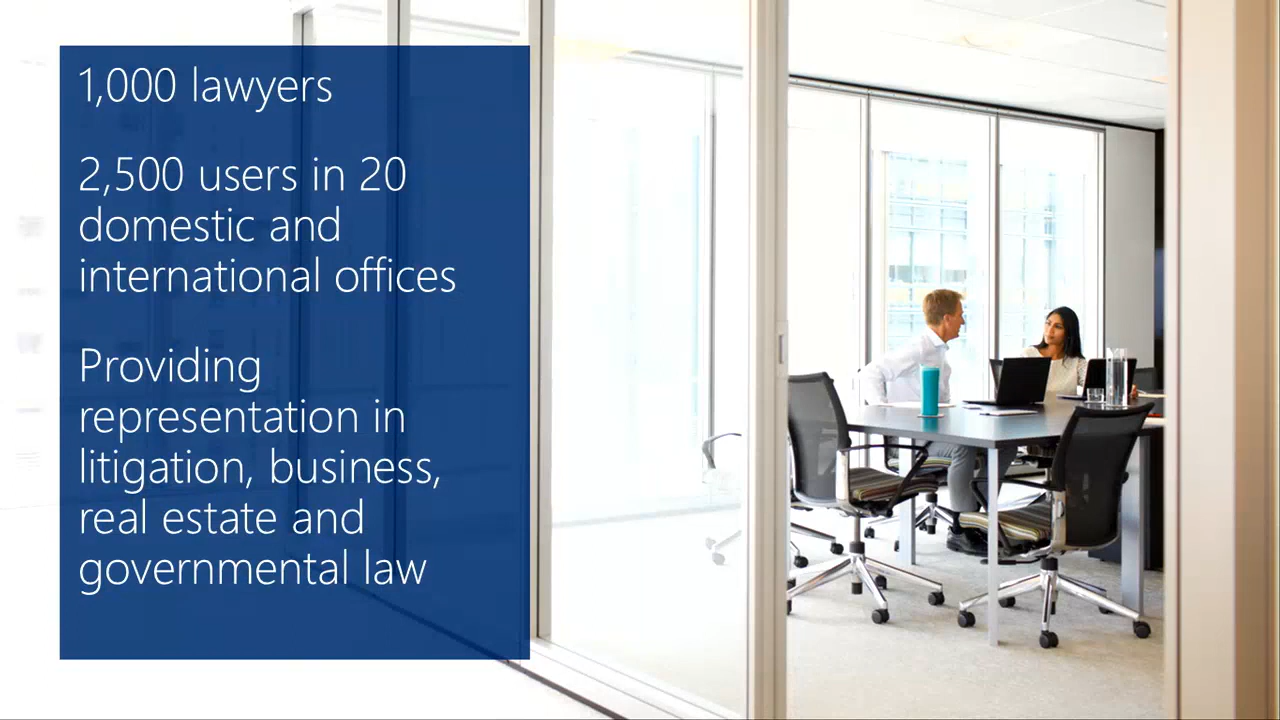 1,000 lawyers
2,500 users in 20
domestic and
international offices
Providing
representation in
litigation, business,
real estate and
governmental law